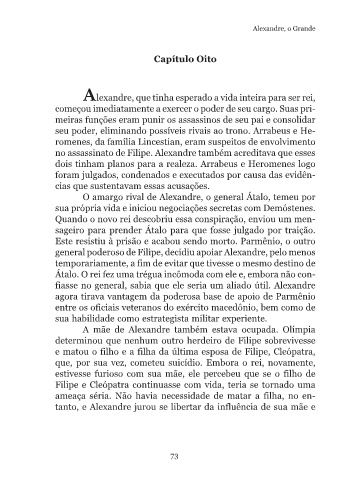 Alexandre, o Grande
Capítulo Oito
Alexandre, que tinha esperado a vida inteira para ser rei,
começou imediatamente a exercer o poder de seu cargo. Suas pri-
meiras funções eram punir os assassinos de seu pai e consolidar
seu poder, eliminando possíveis rivais ao trono. Arrabeus e He-
romenes, da família Lincestian, eram suspeitos de envolvimento
no assassinato de Filipe. Alexandre também acreditava que esses
dois tinham planos para a realeza. Arrabeus e Heromenes logo
foram julgados, condenados e executados por causa das evidên-
cias que sustentavam essas acusações.
O amargo rival de Alexandre, o general Átalo, temeu por
sua própria vida e iniciou negociações secretas com Demóstenes.
Quando o novo rei descobriu essa conspiração, enviou um men-
sageiro para prender Átalo para que fosse julgado por traição.
Este resistiu à prisão e acabou sendo morto. Parmênio, o outro
general poderoso de Filipe, decidiu apoiar Alexandre, pelo menos
temporariamente, a fim de evitar que tivesse o mesmo destino de
Átalo. O rei fez uma trégua incômoda com ele e, embora não con-
fiasse no general, sabia que ele seria um aliado útil. Alexandre
agora tirava vantagem da poderosa base de apoio de Parmênio
entre os oficiais veteranos do exército macedônio, bem como de
sua habilidade como estrategista militar experiente.
A mãe de Alexandre também estava ocupada. Olímpia
determinou que nenhum outro herdeiro de Filipe sobrevivesse
e matou o filho e a filha da última esposa de Filipe, Cleópatra,
que, por sua vez, cometeu suicídio. Embora o rei, novamente,
estivesse furioso com sua mãe, ele percebeu que se o filho de
Filipe e Cleópatra continuasse com vida, teria se tornado uma
ameaça séria. Não havia necessidade de matar a filha, no en-
tanto, e Alexandre jurou se libertar da influência de sua mãe e
73